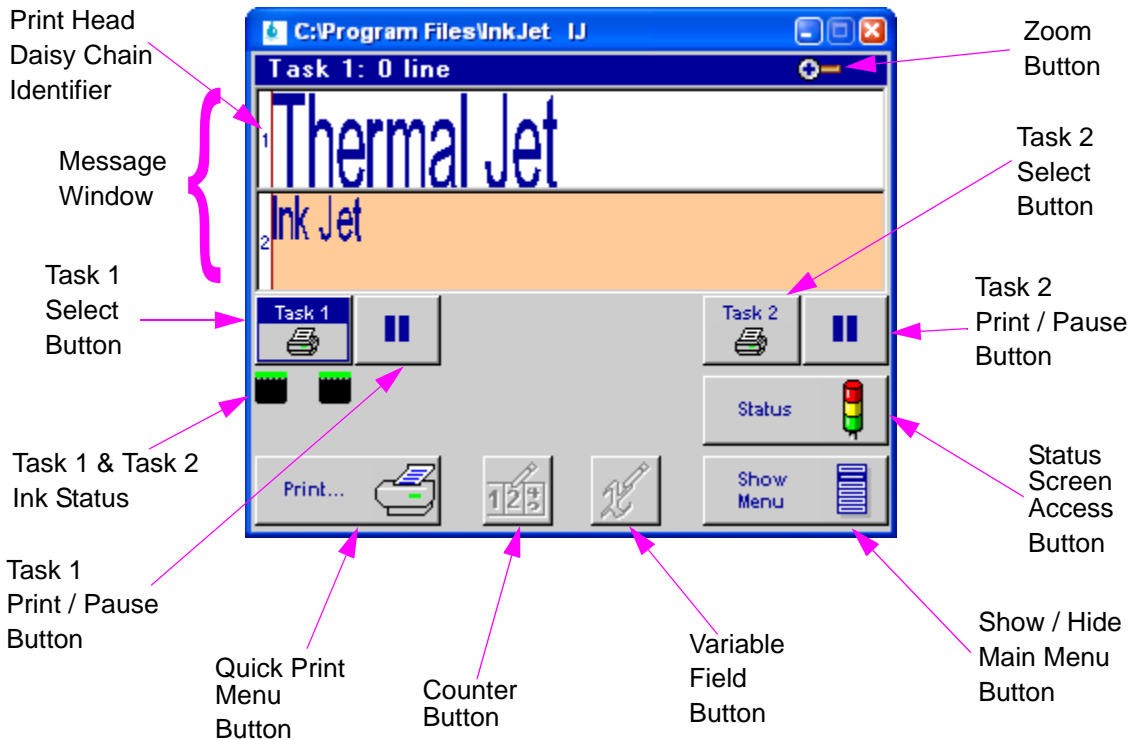 Print Head
Daisy Chain
Identifier
C:\Program Files\InkJet IJ
Zoom
Button
Task 1: 0 line
1
Thermal Jet
Message
Window
Task 2
Select
Button
2
Ink Jet
Task 1
Select
Button
Task 1
Task 2
Task 2
Print / Pause
Button
Status
Task 1 & Task 2
Ink Status
Status
Screen
Access
Button
Print...
1 2
Show
Menu
Task 1
Print / Pause
Button
Quick Print
Menu
Button
Counter
Button
Variable
Field
Button
Show / Hide
Main Menu
Button